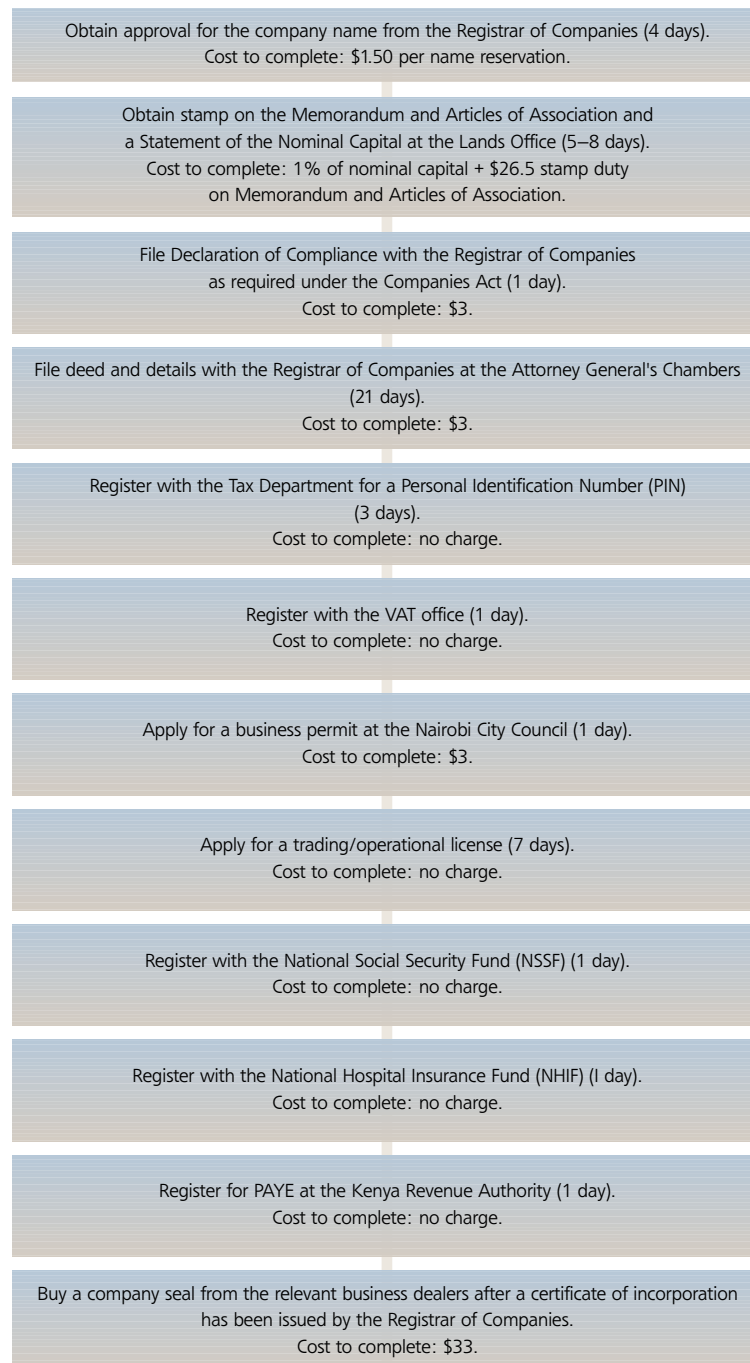 Obtain approval for the company name from the Registrar of Companies (4 days).
Cost to complete: $1.50 per name reservation.
Obtain stamp on the Memorandum and Articles of Association and
a Statement of the Nominal Capital at the Lands Office (5–8 days).
Cost to complete: 1% of nominal capital + $26.5 stamp duty
on Memorandum and Articles of Association.
File Declaration of Compliance with the Registrar of Companies
as required under the Companies Act (1 day).
Cost to complete: $3.
File deed and details with the Registrar of Companies at the Attorney General's Chambers
(21 days).
Cost to complete: $3.
Register with the Tax Department for a Personal Identification Number (PIN)
(3 days).
Cost to complete: no charge.
Register with the VAT office (1 day).
Cost to complete: no charge.
Apply for a business permit at the Nairobi City Council (1 day).
Cost to complete: $3.
Apply for a trading/operational license (7 days).
Cost to complete: no charge.
Register with the National Social Security Fund (NSSF) (1 day).
Cost to complete: no charge.
Register with the National Hospital Insurance Fund (NHIF) (I day).
Cost to complete: no charge.
Register for PAYE at the Kenya Revenue Authority (1 day).
Cost to complete: no charge.
Buy a company seal from the relevant business dealers after a certificate of incorporation
has been issued by the Registrar of Companies.
Cost to complete: $33.